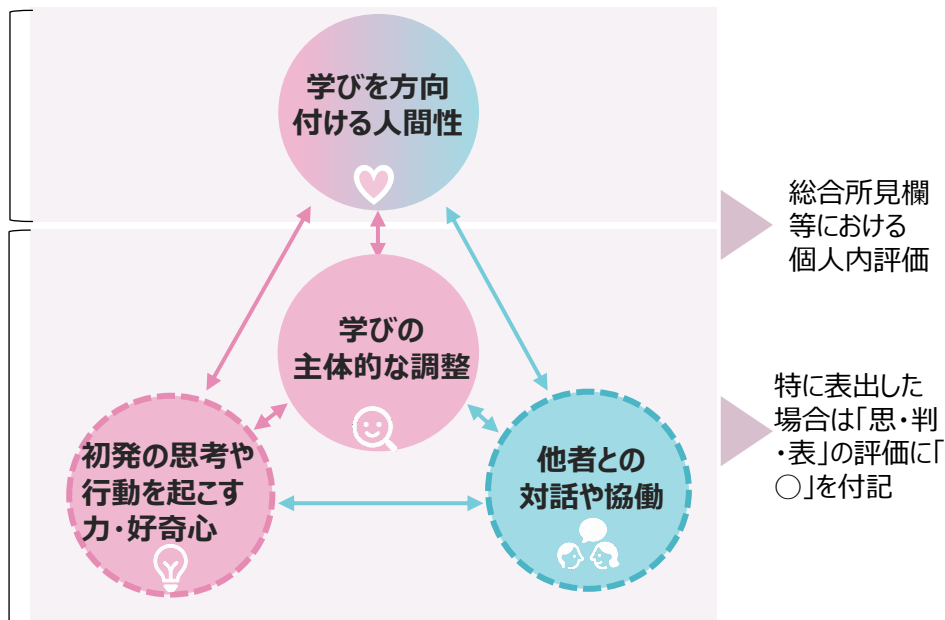 学びを方向
付ける人間性
総合所見欄
等における
個人内評価
学びの
主体的な調整
特に表出した
場合は「思・判
・表」の評価に「
○」を付記
初発の思考や
行動を起こす
力・好奇心
他者との
対話や協働